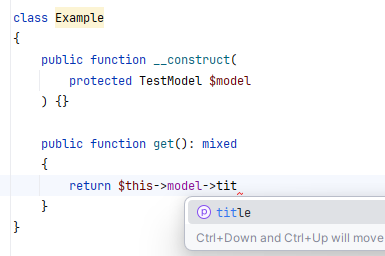 class Example
{
public function __construct(
protected TestModel $model
) {}
public function get(): mixed
{
return $this->model->tit
}
}
p title
Ctrl+Down and Ctrl+Up will move